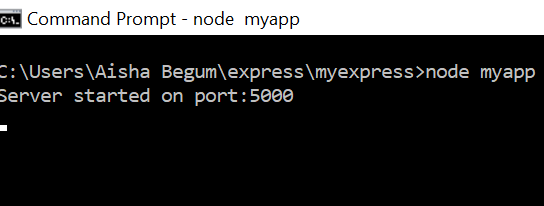 Command Prompt - node  myapp
C:\Users\Aisha Begum\express\myexpress>node myapp
Server started on port:5000